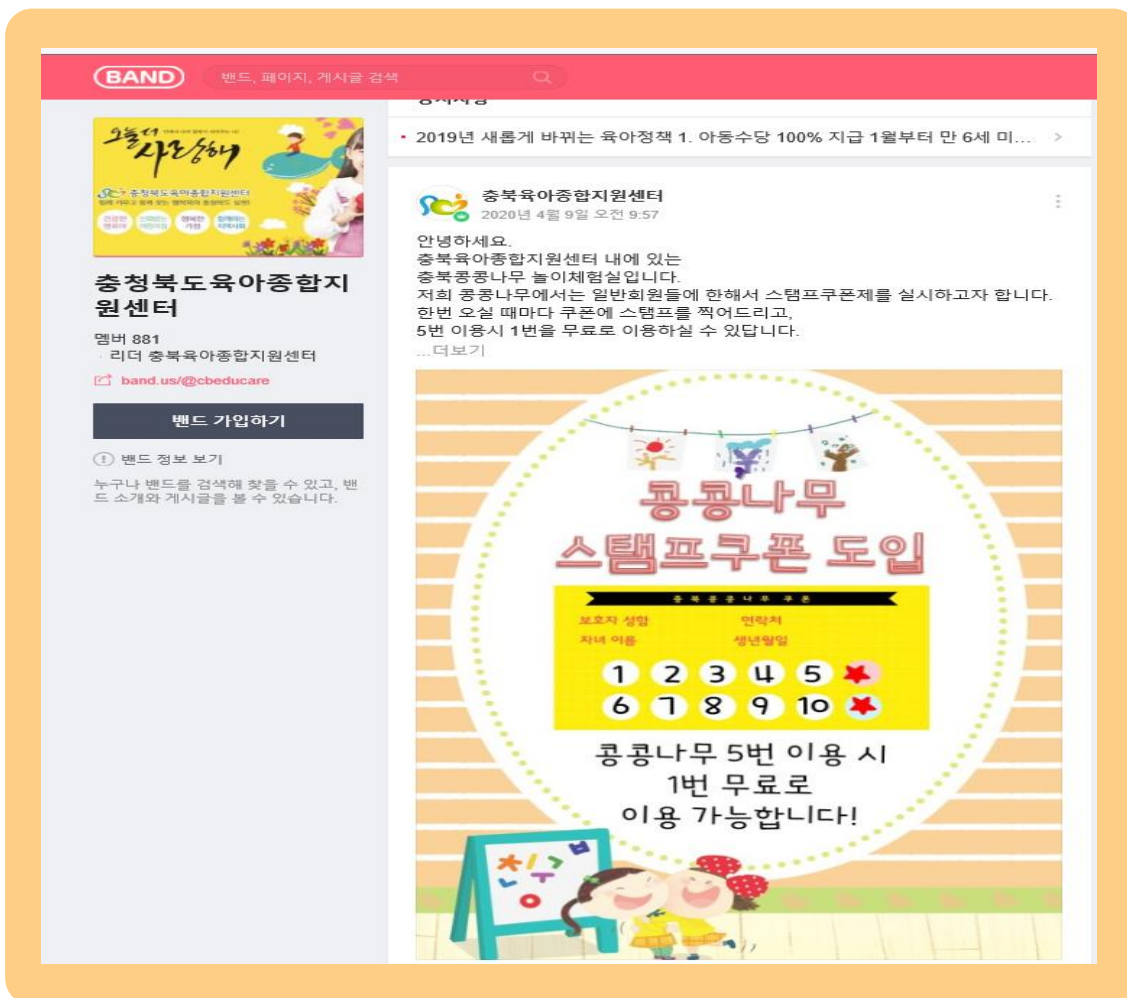 BAND
밴드, 페이지, 게시글 검색
공지사항
2019년 새롭게 바뀌는 육아정책 1. 아동수당 100% 지급 1월부터 만 6세 미...
오늘더
사랑해
충청북도육아종합지원센터
충청북도육아종합지
원센터
멤버 881
리더 충북육아종합지원센터
band.us/@cbeducare
밴드 가입하기
밴드 정보 보기
누구나 밴드를 검색해 찾을 수 있고, 밴
드 소개와 게시글을 볼 수 있습니다.
충북육아종합지원센터
2020년 4월 9일 오전 9:57
안녕하세요.
충북육아종합지원센터 내에 있는
충북콩콩나무 놀이체험실입니다.
저희 콩콩나무에서는 일반회원들에 한해서 스탬프쿠폰제를 실시하고자 합니다.
한번 오실 때마다 쿠폰에 스탬프를 찍어드리고,
5번 이용시 1번을 무료로 이용하실 수 있답니다.
...더보기
콩콩나무
스탬프쿠폰 도입
충북콩콩나무 쿠폰
보호자 성함 연락처
자녀 이름 생년월일
1 2 3 4 5
6 7 8 9 10
콩콩나무 5번 이용 시
1번 무료로
이용 가능합니다!